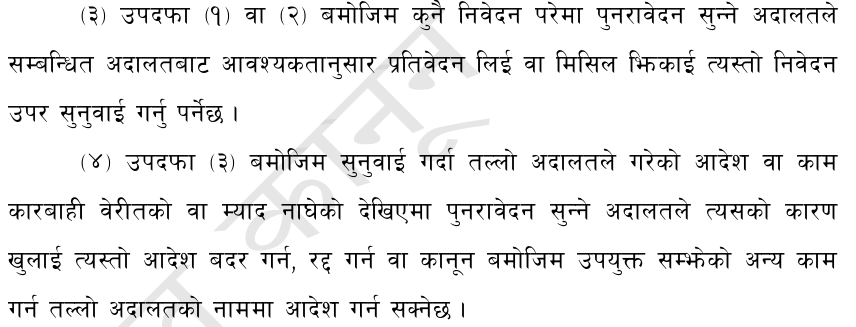 (३) उपदफा (१) वा (२) बमोजिम कुनै निवेदन परेमा पुनरावेदन सुन्ने अदालतले
सम्बन्धित अदालतबाट आवश्यकतानुसार प्रतिवेदन लिई वा मिसिल झिकाई त्यस्तो निवेदन
उपर सुनुवाई गर्नु पर्नेछ ।
(४) उपदफा (३) बमोजिम सुनुवाई गर्दा तल्लो अदालतले गरेको आदेश वा काम
कारबाही वेरीतको वा म्याद नाघेको देखिएमा पुनरावेदन सुन्ने अदालतले त्यसको कारण
खुलाई त्यस्तो आदेश बदर गर्न, रद्द गर्न वा कानून बमोजिम उपयुक्त सम्झेको अन्य काम
गर्न तल्लो अदालतको नाममा आदेश गर्न सक्नेछ ।
कानून